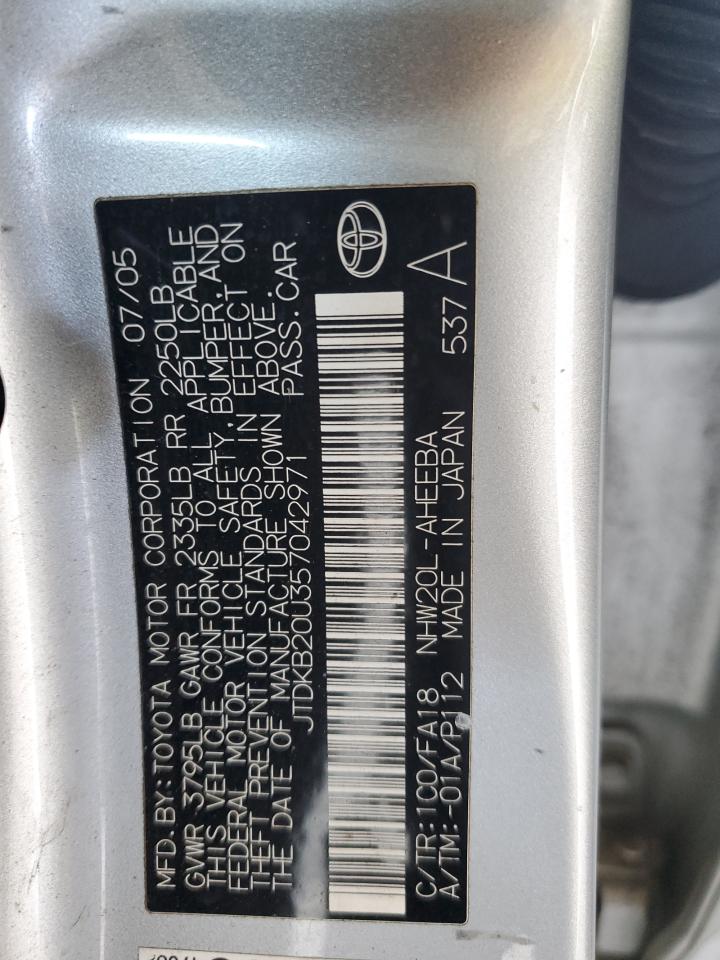 MFD. BY: TOYOTA MOTOR CORPORATION 07/05
GVWR 3795LB GAWR FR 2335LB RR 2250LB
THIS VEHICLE CONFORMS TO ALL APPLICABLE
FEDERAL MOTOR VEHICLE SAFETY, BUMPER, AND
THEFT PREVENTION STANDARDS IN EFFECT ON
THE DATE OF MANUFACTURE SHOWN ABOVE.
JTDKB20U357042971 PASS.CAR
C/TR: 1C0/FA18 NHW20L-AHEEBA
A/TM: -01A/P112 MADE IN JAPAN 537 A